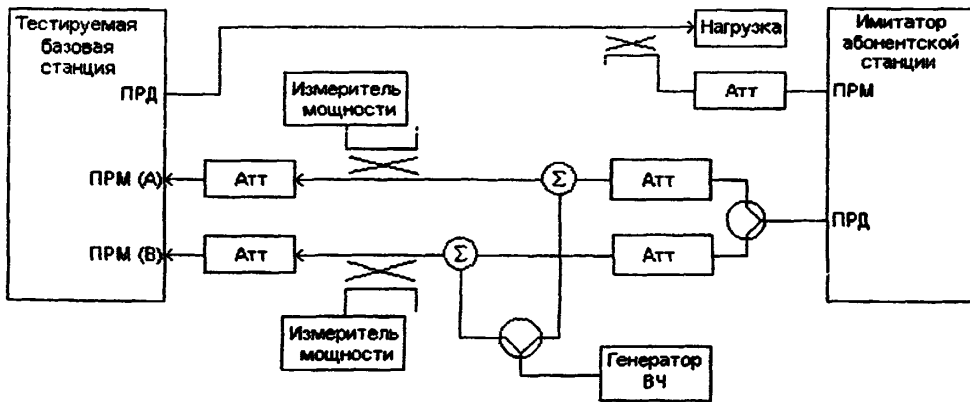 Тестируемая
базовая
станция
ПРД
ПРМ (А)
ПРМ (В)
Измеритель
мощности
Атт
Атт
Измеритель
мощности
Σ
Σ
Нагрузка
Атт
Атт
Атт
Генератор
ВЧ
Имитатор
абонентской
станции
ПРМ
ПРД